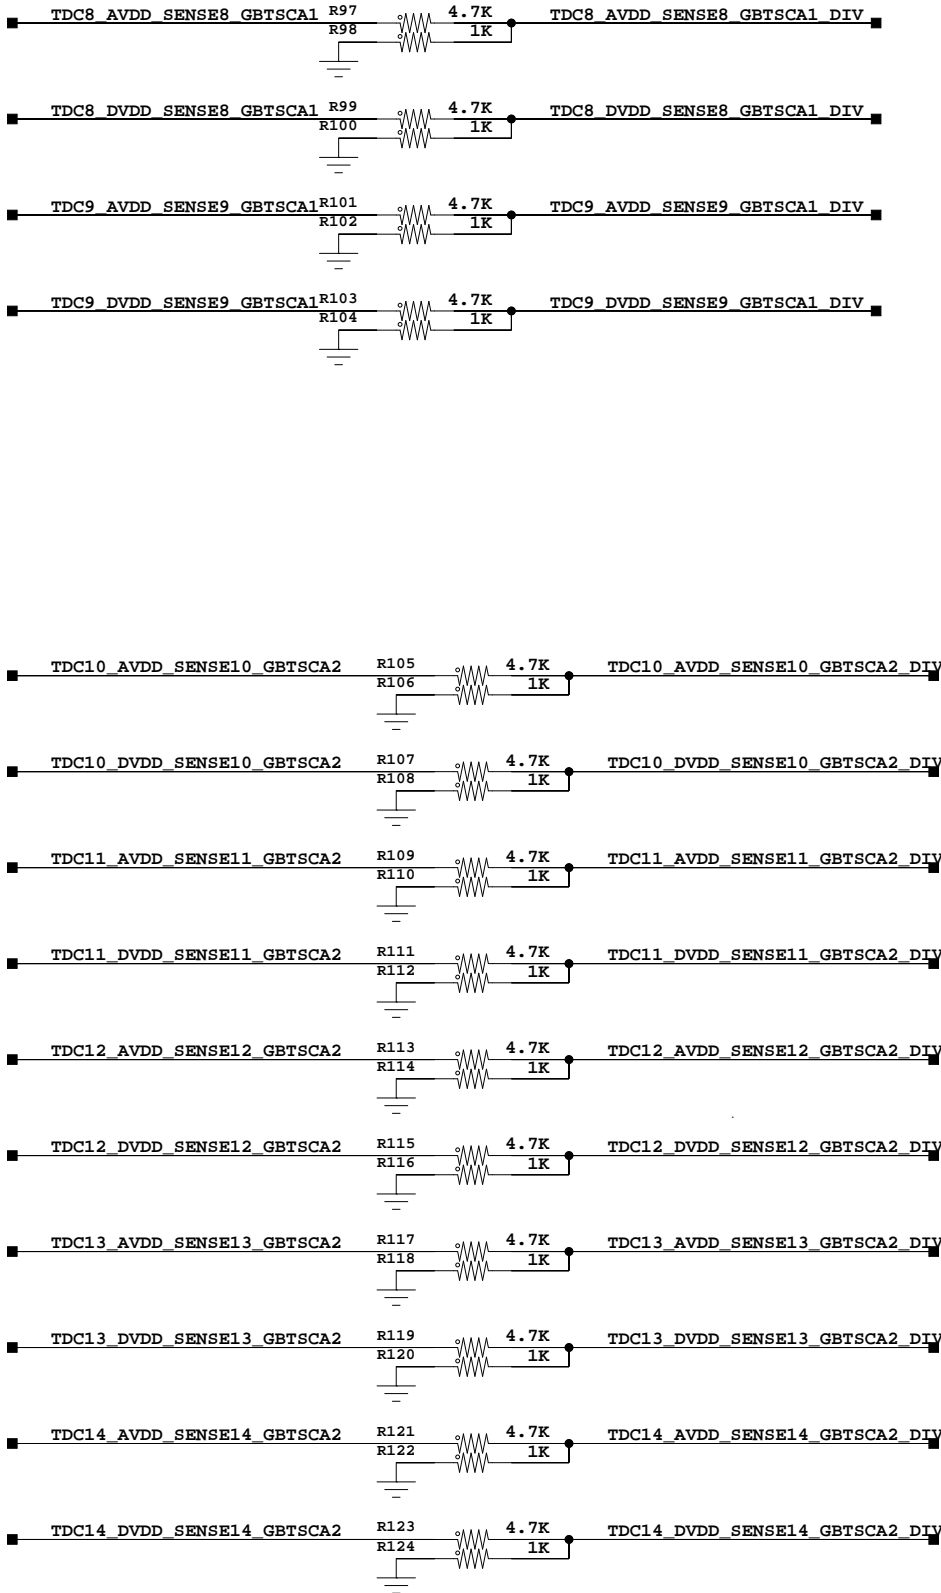 TDC8_AVDD_SENSE8_GBTSCA1 R97 4.7K TDC8_AVDD_SENSE8_GBTSCA1_DIV
R98 1K
TDC8_DVDD_SENSE8_GBTSCA1 R99 4.7K TDC8_DVDD_SENSE8_GBTSCA1_DIV
R100 1K
TDC9_AVDD_SENSE9_GBTSCA1 R101 4.7K TDC9_AVDD_SENSE9_GBTSCA1_DIV
R102 1K
TDC9_DVDD_SENSE9_GBTSCA1 R103 4.7K TDC9_DVDD_SENSE9_GBTSCA1_DIV
R104 1K
TDC10_AVDD_SENSE10_GBTSCA2 R105 4.7K TDC10_AVDD_SENSE10_GBTSCA2_DIV
R106 1K
TDC10_DVDD_SENSE10_GBTSCA2 R107 4.7K TDC10_DVDD_SENSE10_GBTSCA2_DIV
R108 1K
TDC11_AVDD_SENSE11_GBTSCA2 R109 4.7K TDC11_AVDD_SENSE11_GBTSCA2_DIV
R110 1K
TDC11_DVDD_SENSE11_GBTSCA2 R111 4.7K TDC11_DVDD_SENSE11_GBTSCA2_DIV
R112 1K
TDC12_AVDD_SENSE12_GBTSCA2 R113 4.7K TDC12_AVDD_SENSE12_GBTSCA2_DIV
R114 1K
TDC12_DVDD_SENSE12_GBTSCA2 R115 4.7K TDC12_DVDD_SENSE12_GBTSCA2_DIV
R116 1K
TDC13_AVDD_SENSE13_GBTSCA2 R117 4.7K TDC13_AVDD_SENSE13_GBTSCA2_DIV
R118 1K
TDC13_DVDD_SENSE13_GBTSCA2 R119 4.7K TDC13_DVDD_SENSE13_GBTSCA2_DIV
R120 1K
TDC14_AVDD_SENSE14_GBTSCA2 R121 4.7K TDC14_AVDD_SENSE14_GBTSCA2_DIV
R122 1K
TDC14_DVDD_SENSE14_GBTSCA2 R123 4.7K TDC14_DVDD_SENSE14_GBTSCA2_DIV
R124 1K